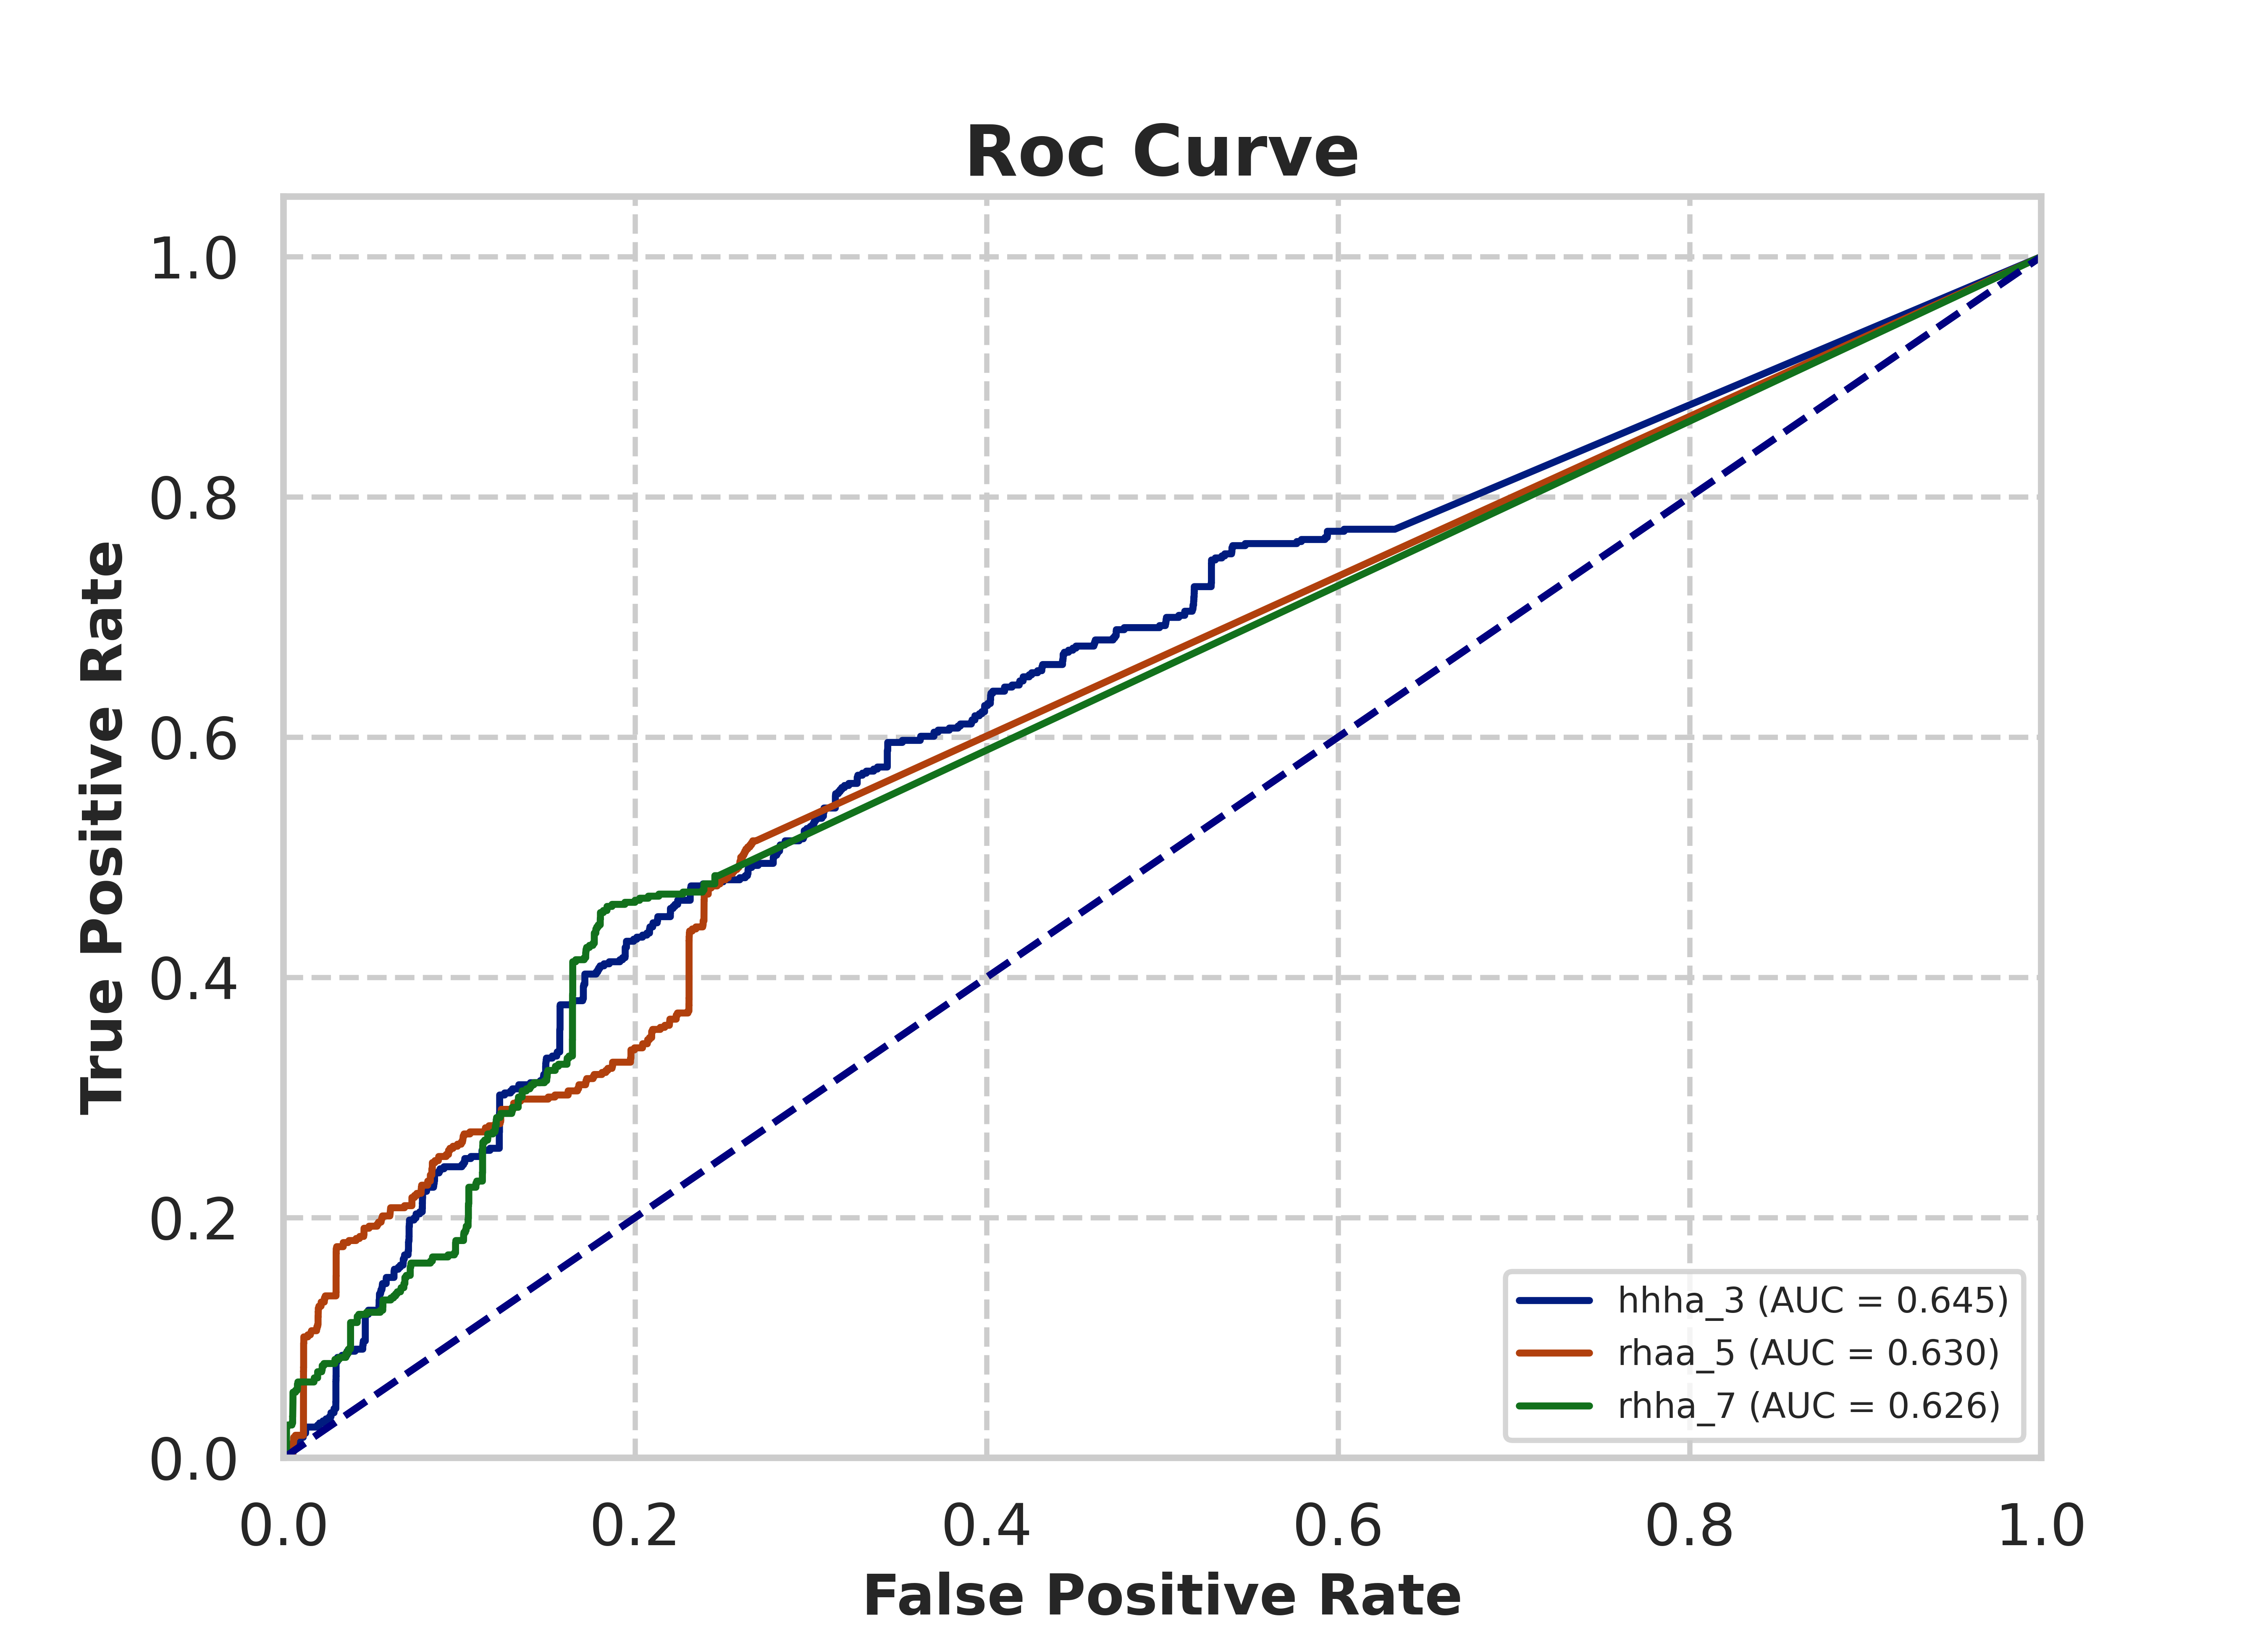 Roc Curve
True Positive Rate
1.0
0.8
0.6
0.4
0.2
0.0
0.0 0.2 0.4 0.6 0.8 1.0
False Positive Rate
hhha_3 (AUC = 0.645)
rhaa_5 (AUC = 0.630)
rhha_7 (AUC = 0.626)